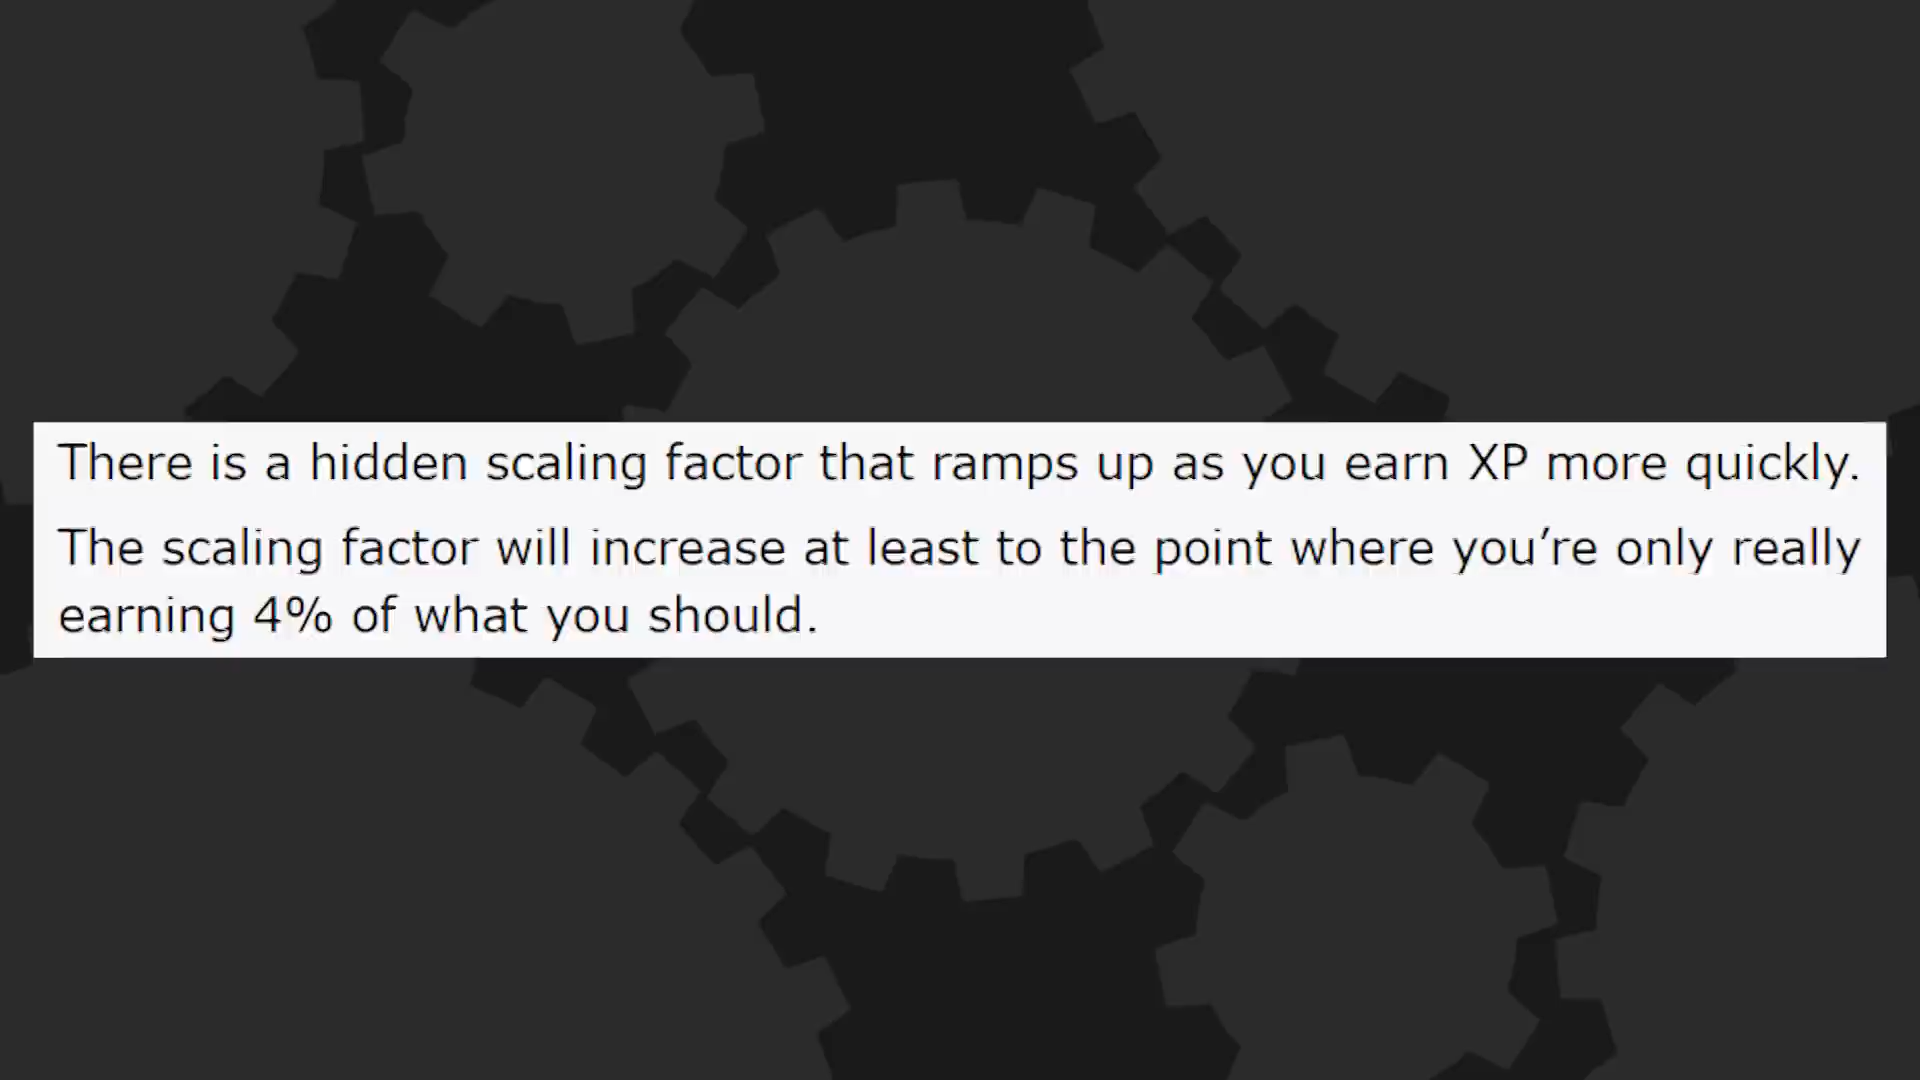 There is a hidden scaling factor that ramps up as you earn XP more quickly.
The scaling factor will increase at least to the point where you’re only really
earning 4% of what you should.